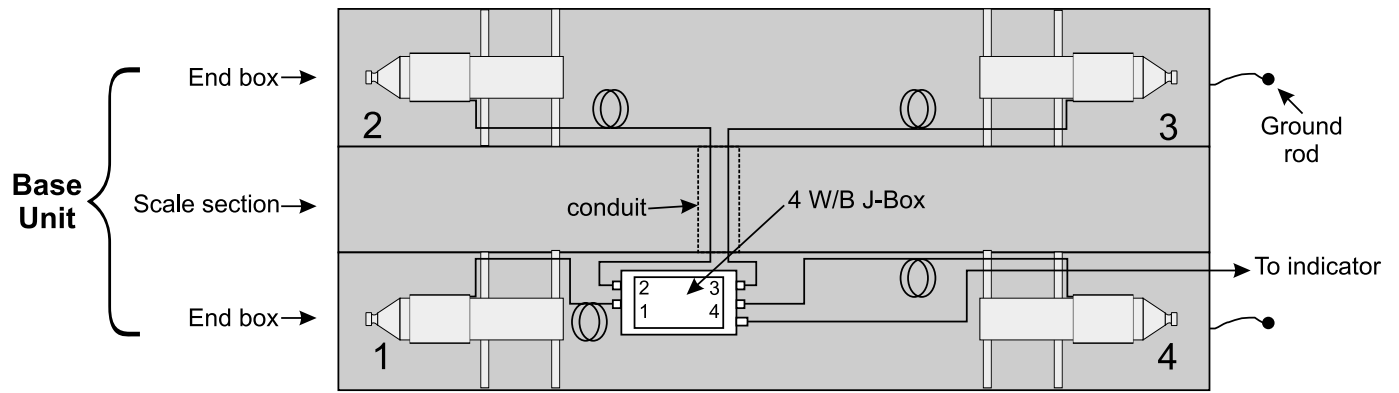 End box
2
3
Ground
rod
Base
Unit
Scale section
conduit
4 W/B J-Box
2 3
1 4
To indicator
End box
1
4